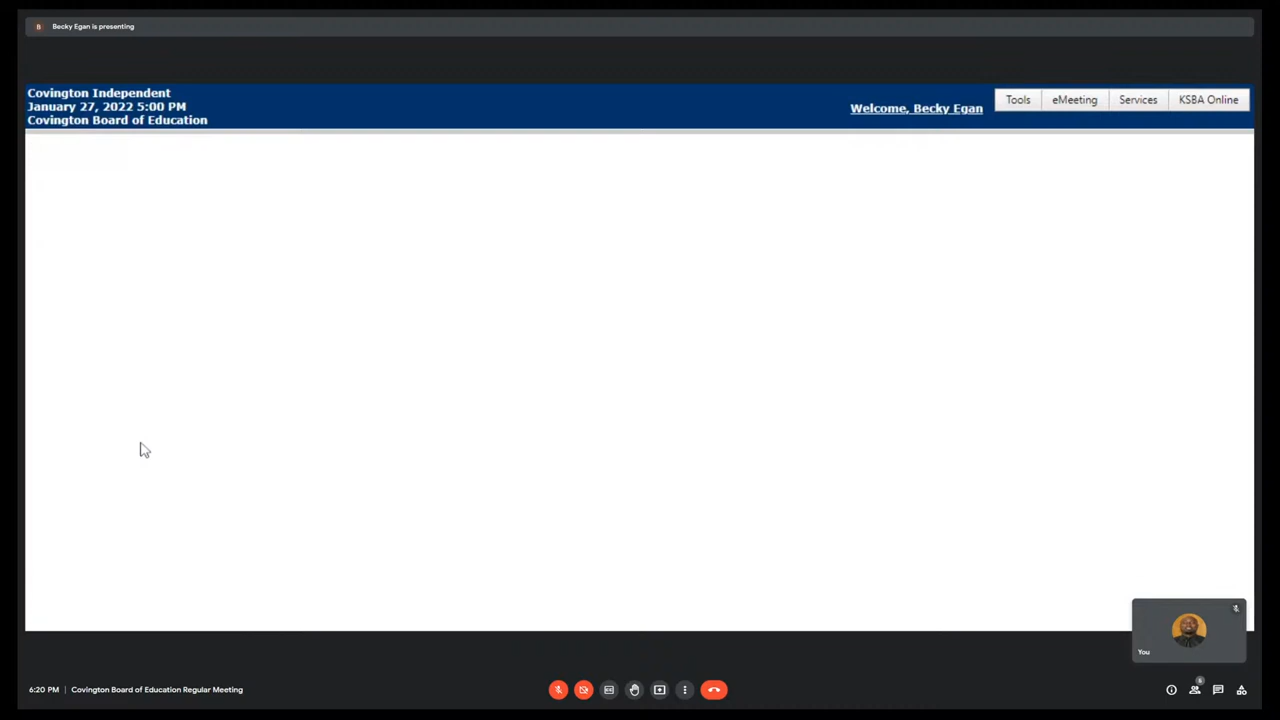 B Becky Egan is presenting
Covington Independent
January 27, 2022 5:00 PM
Covington Board of Education
Welcome, Becky Egan
Tools eMeeting Services KSBA Online
You
6:20 PM | Covington Board of Education Regular Meeting